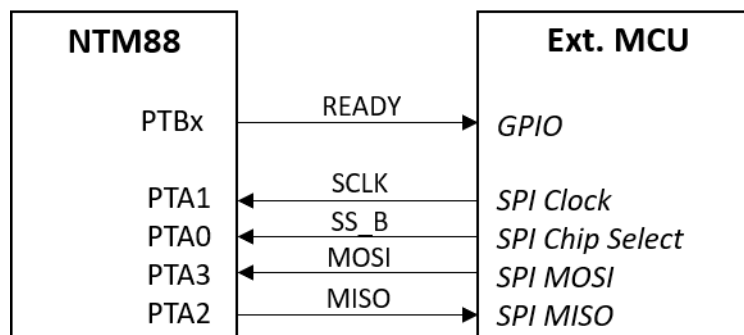 NTM88 Ext. MCU
PTBx READY GPIO
PTA1 SCLK SPI Clock
PTA0 SS_B SPI Chip Select
PTA3 MOSI SPI MOSI
PTA2 MISO SPI MISO